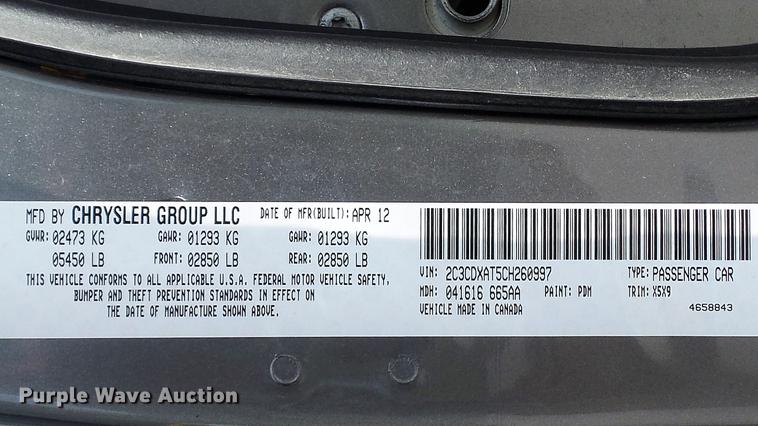 MFD BY CHRYSLER GROUP LLC DATE OF MFR(BUILT): APR 12
GVWR: 02473 KG GAWR: 01293 KG GAWR: 01293 KG
05450 LB FRONT: 02850 LB REAR: 02850 LB
THIS VEHICLE CONFORMS TO ALL APPLICABLE U.S.A. FEDERAL MOTOR VEHICLE SAFETY,
BUMPER AND THEFT PREVENTION STANDARDS IN EFFECT ON
THE DATE OF MANUFACTURE SHOWN ABOVE.
VIN: 2C3CDXAT5CH260997 TYPE: PASSENGER CAR
MDH: 041616 665AA PAINT: PDM TRIM: X5X9
VEHICLE MADE IN CANADA 4658843
Purple Wave Auction